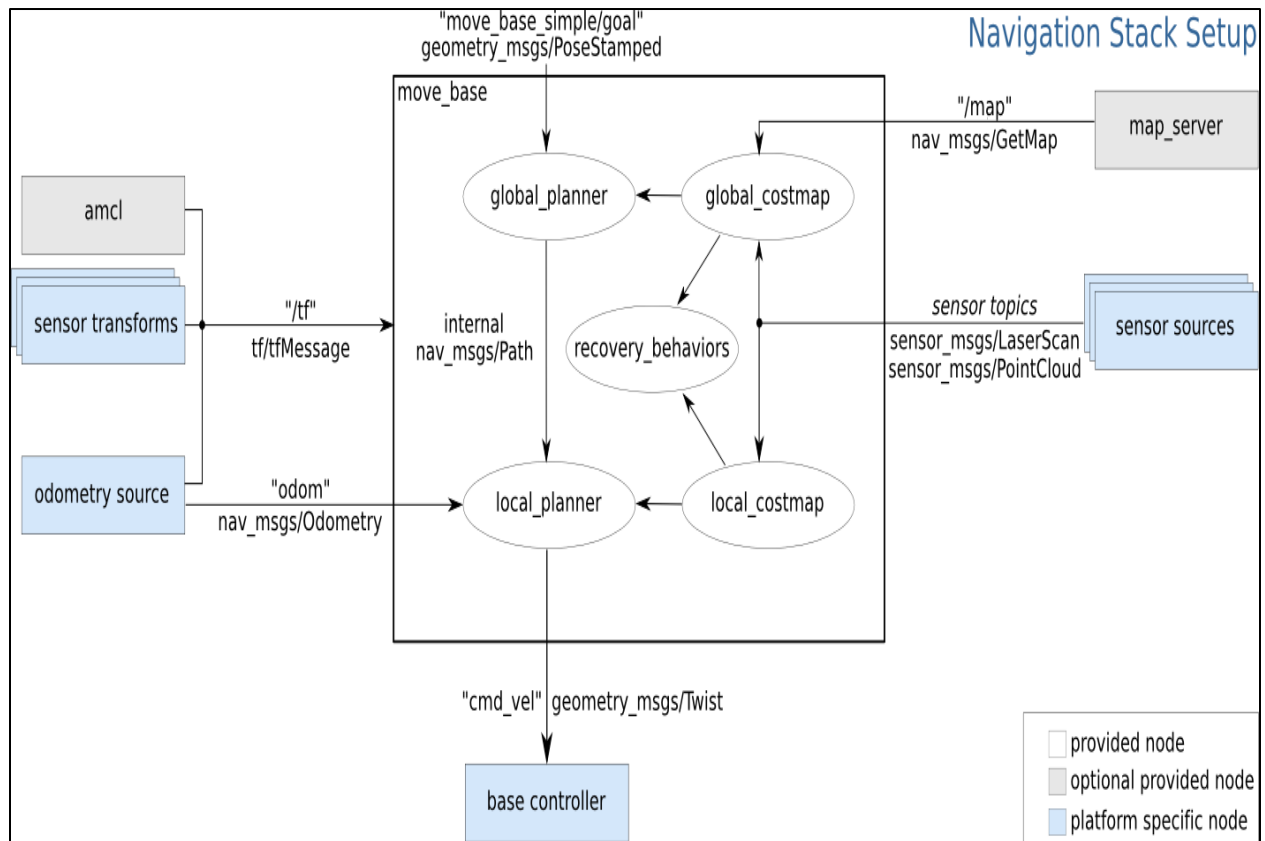 "move_base_simple/goal"
geometry_msgs/PoseStamped
Navigation Stack Setup
move_base
"/map"
nav_msgs/GetMap
map_server
global_planner
global_costmap
amcl
sensor transforms
"/tf"
tf/tfMessage
internal
nav_msgs/Path
recovery_behaviors
sensor topics
sensor_msgs/LaserScan
sensor_msgs/PointCloud
sensor sources
odometry source
"odom"
nav_msgs/Odometry
local_planner
local_costmap
"cmd_vel" geometry_msgs/Twist
base controller
provided node
optional provided node
platform specific node